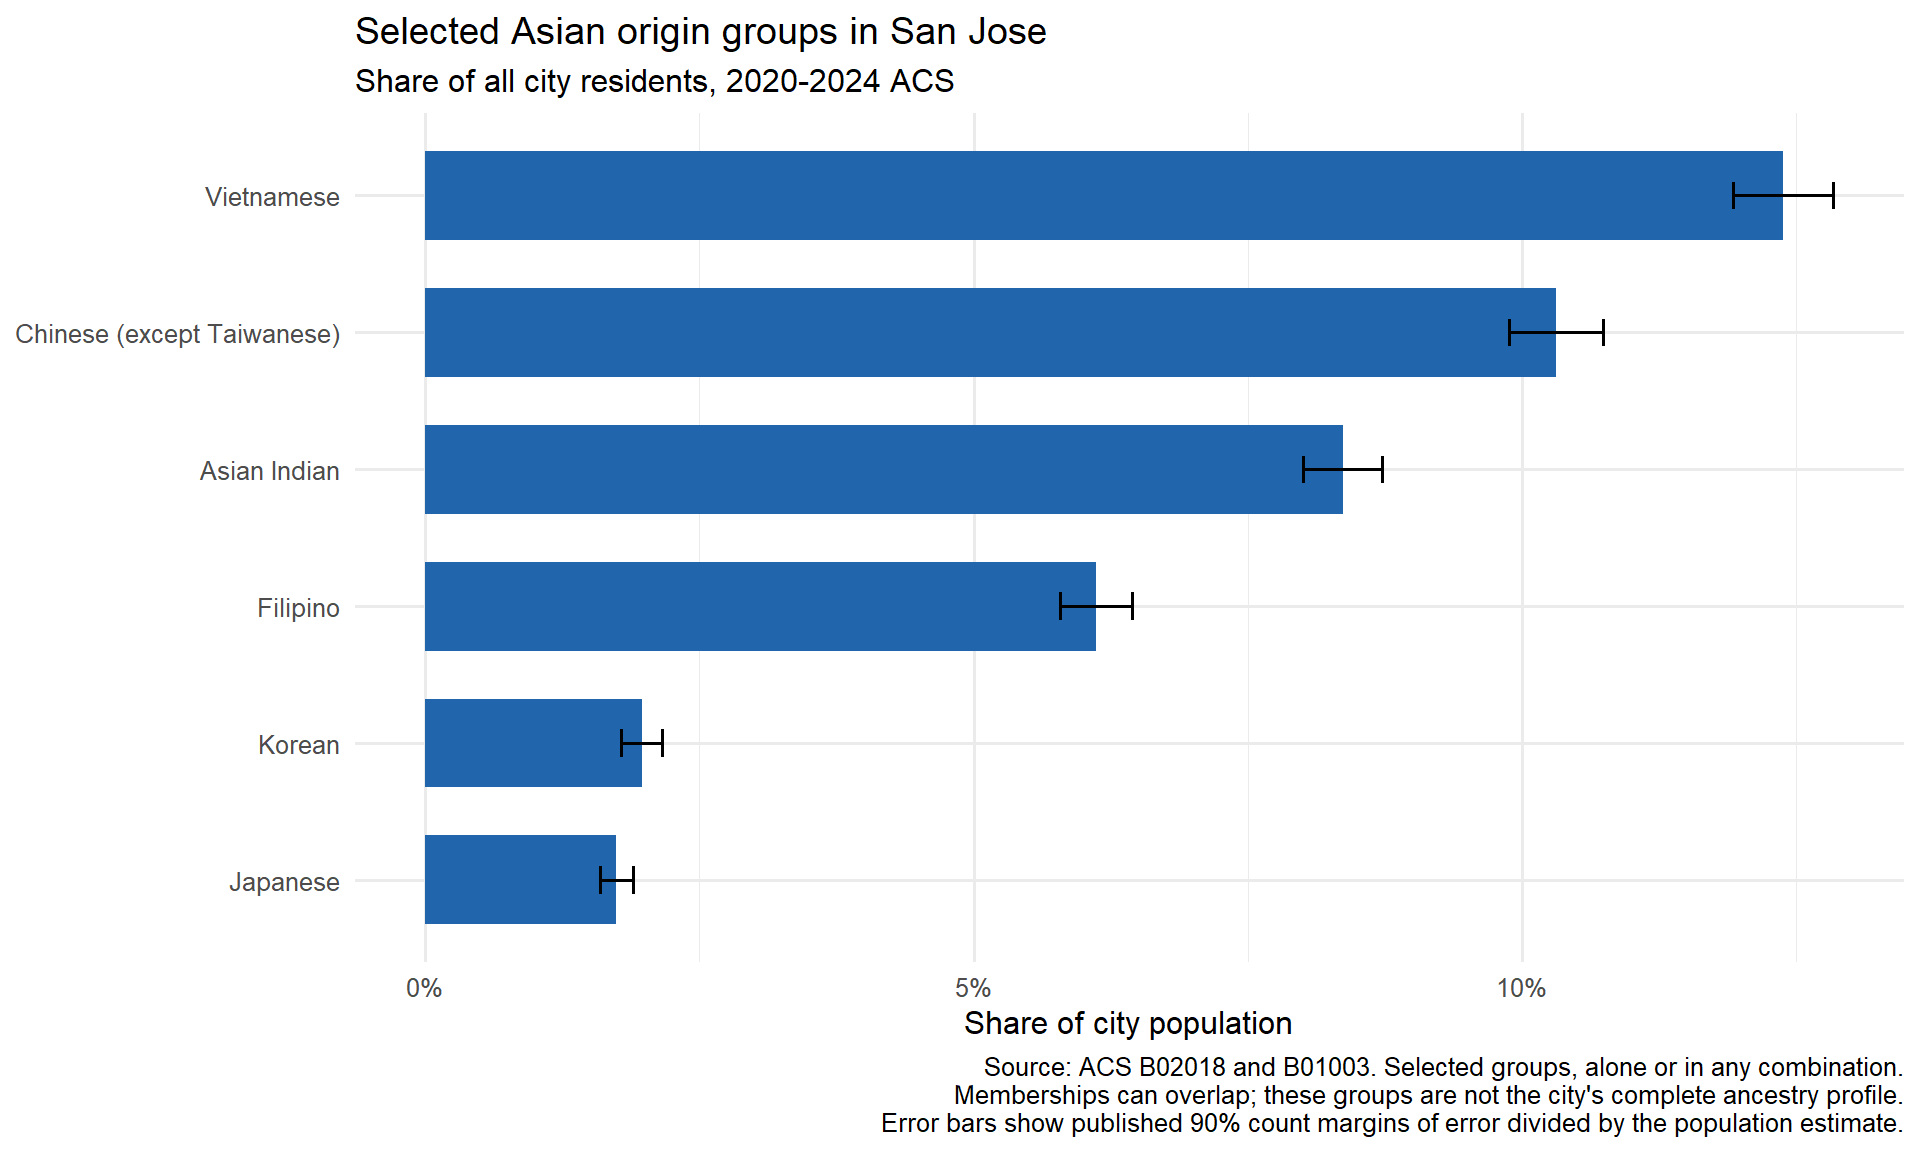 Selected Asian origin groups in San Jose
Share of all city residents, 2020-2024 ACS
Vietnamese
Chinese (except Taiwanese)
Asian Indian
Filipino
Korean
Japanese
0%
5%
10%
Share of city population
Source: ACS B02018 and B01003. Selected groups, alone or in any combination.
Memberships can overlap; these groups are not the city's complete ancestry profile.
Error bars show published 90% count margins of error divided by the population estimate.